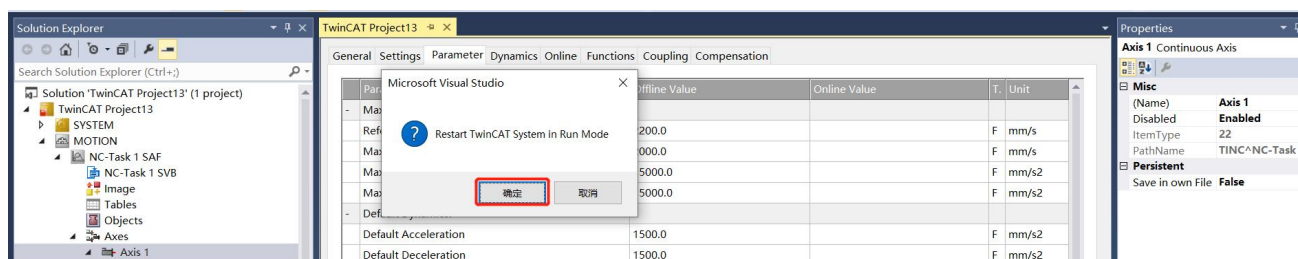 Solution Explorer
Search Solution Explorer (Ctrl+;)
Solution 'TwinCAT Project13' (1 project)
TwinCAT Project13
SYSTEM
MOTION
NC-Task 1 SAF
NC-Task 1 SVB
Image
Tables
Objects
Axes
Axis 1
TwinCAT Project13
General Settings Parameter Dynamics Online Functions Coupling Compensation
Offline Value Online Value T. Unit
Microsoft Visual Studio
Restart TwinCAT System in Run Mode
确定 取消
200.0 F mm/s
000.0 F mm/s
5000.0 F mm/s2
5000.0 F mm/s2
Default Acceleration 1500.0 F mm/s2
Default Deceleration 1500.0 F mm/s2
Properties
Axis 1 Continuous Axis
Misc
(Name) Axis 1
Disabled Enabled
ItemType 22
PathName TINC^NC-Task
Persistent
Save in own File False